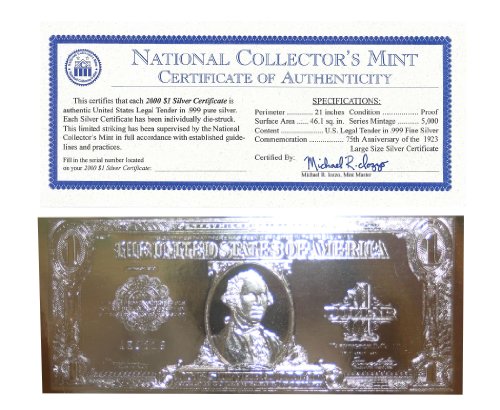 NATIONAL COLLECTOR'S MINT
CERTIFICATE OF AUTHENTICITY
This certifies that each 2000 $1 Silver Certificate is
authentic United States Legal Tender in .999 pure silver.
Each Silver Certificate has been individually die-struck.
This limited striking has been supervised by the National
Collector's Mint in full accordance with established guide-
lines and practices.
Fill in the serial number located
on your 2000 $1 Silver Certificate:
SPECIFICATIONS:
Perimeter ............ 21 inches Condition ............ Proof
Surface Area ..... 46.1 sq. in. Series Mintage ..... 5,000
Content ............ U.S. Legal Tender in .999 Fine Silver
Commemoration ............ 75th Anniversary of the 1923
Large Size Silver Certificate
Certified By:
Michael R. Iozzo, Mint Master
THE UNITED STATES OF AMERICA
1
1
1
DOLLAR